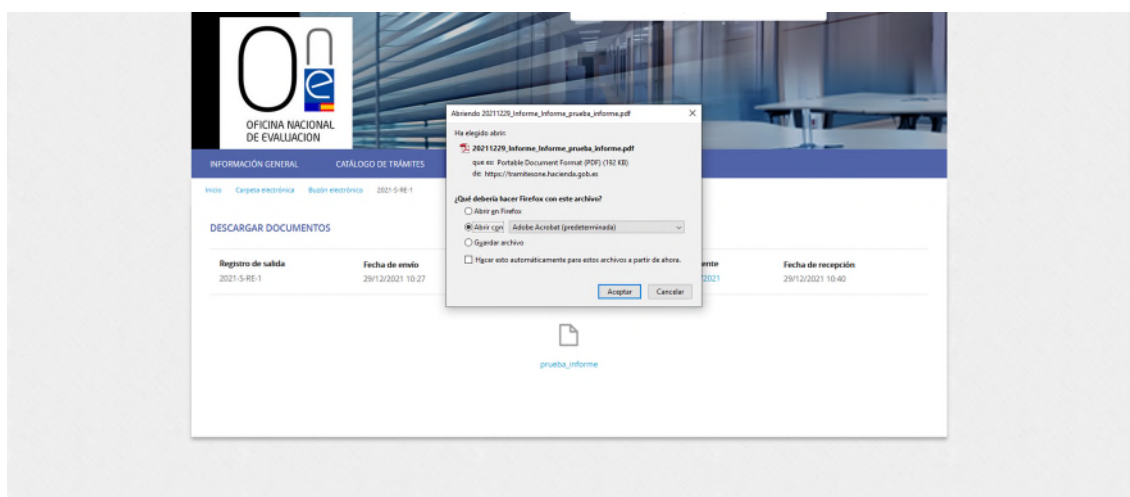 OFICINA NACIONAL
DE EVALUACION
INFORMACIÓN GENERAL
CATÁLOGO DE TRÁMITES
Inicio Carpeta electrónica Buzón electrónico 2021-S-RE-1
DESCARGAR DOCUMENTOS
Registro de salida
2021-S-RE-1
Fecha de envío
29/12/2021 10:27
Abriendo 20211229_Informe_Informe_prueba_informe.pdf
Ha elegido abrir:
20211229_Informe_Informe_prueba_informe.pdf
que es: Portable Document Format (PDF) (192 KB)
de: https://tramitesone.hacienda.gob.es
¿Qué debería hacer Firefox con este archivo?
Abrir en Firefox
Abrir con Adobe Acrobat (predeterminada)
Guardar archivo
Hacer esto automáticamente para estos archivos a partir de ahora.
Aceptar Cancelar
ente
2021
Fecha de recepción
29/12/2021 10:40
prueba_informe